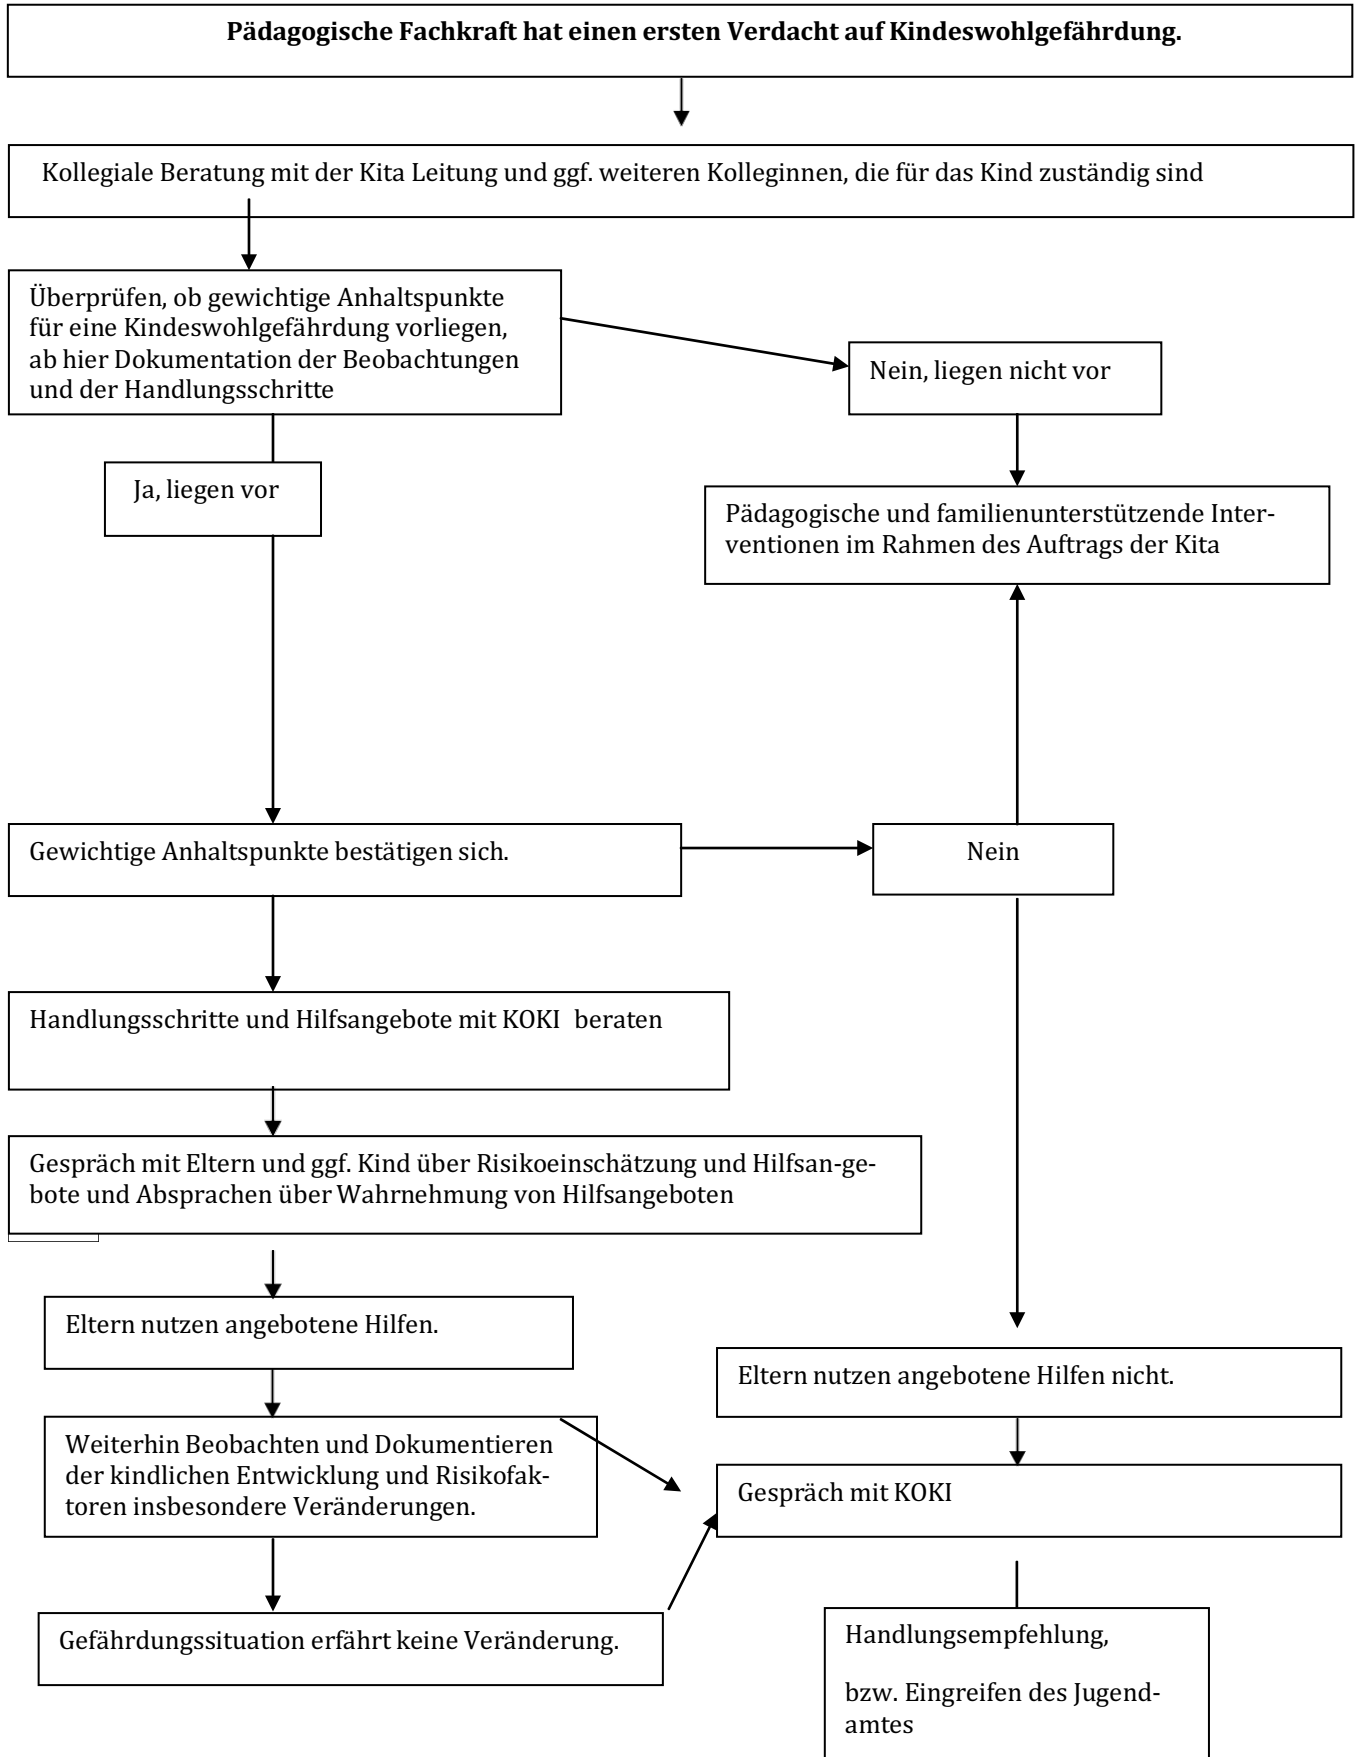 Pädagogische Fachkraft hat einen ersten Verdacht auf Kindeswohlgefährdung.
Kollegiale Beratung mit der Kita Leitung und ggf. weiteren Kolleginnen, die für das Kind zuständig sind
Überprüfen, ob gewichtige Anhaltspunkte
für eine Kindeswohlgefährdung vorliegen,
ab hier Dokumentation der Beobachtungen
und der Handlungsschritte
Nein, liegen nicht vor
Ja, liegen vor
Pädagogische und familienunterstützende Inter-
ventionen im Rahmen des Auftrags der Kita
Gewichtige Anhaltspunkte bestätigen sich.
Nein
Handlungsschritte und Hilfsangebote mit KOKI beraten
Gespräch mit Eltern und ggf. Kind über Risikoeinschätzung und Hilfsan-ge-
bote und Absprachen über Wahrnehmung von Hilfsangeboten
Eltern nutzen angebotene Hilfen.
Eltern nutzen angebotene Hilfen nicht.
Weiterhin Beobachten und Dokumentieren
der kindlichen Entwicklung und Risikofak-
toren insbesondere Veränderungen.
Gespräch mit KOKI
Gefährdungssituation erfährt keine Veränderung.
Handlungsempfehlung,
bzw. Eingreifen des Jugend-
amtes